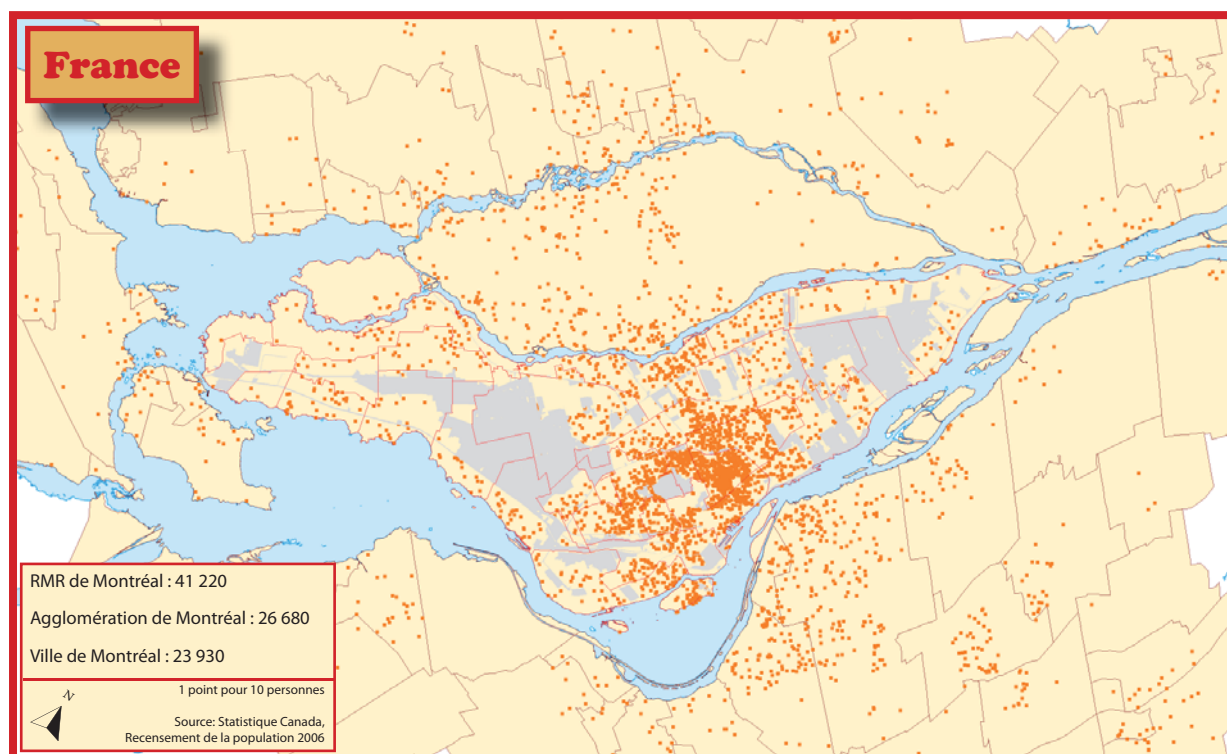 France
RMR de Montréal : 41 220
Agglomération de Montréal : 26 680
Ville de Montréal : 23 930
N
1 point pour 10 personnes
Source: Statistique Canada,
Recensement de la population 2006